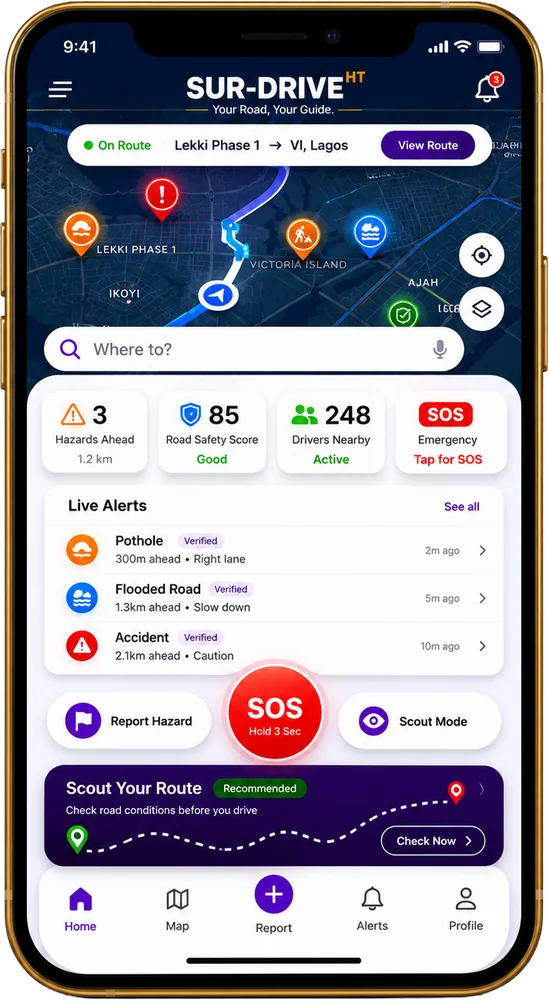 9:41
SUR-DRIVE HT
Your Road, Your Guide.
On Route Lekki Phase 1 → VI, Lagos View Route
3
LEKKI PHASE 1
VICTORIA ISLAND
IKOYI
AJAH
Where to?
3
Hazards Ahead
1.2 km
85
Road Safety Score
Good
248
Drivers Nearby
Active
SOS
Emergency
Tap for SOS
Live Alerts See all
Pothole Verified
300m ahead • Right lane
2m ago
Flooded Road Verified
1.3km ahead • Slow down
5m ago
Accident Verified
2.1km ahead • Caution
10m ago
Report Hazard
SOS
Hold 3 Sec
Scout Mode
Scout Your Route Recommended
Check road conditions before you drive
Check Now
Home
Map
Report
Alerts
Profile